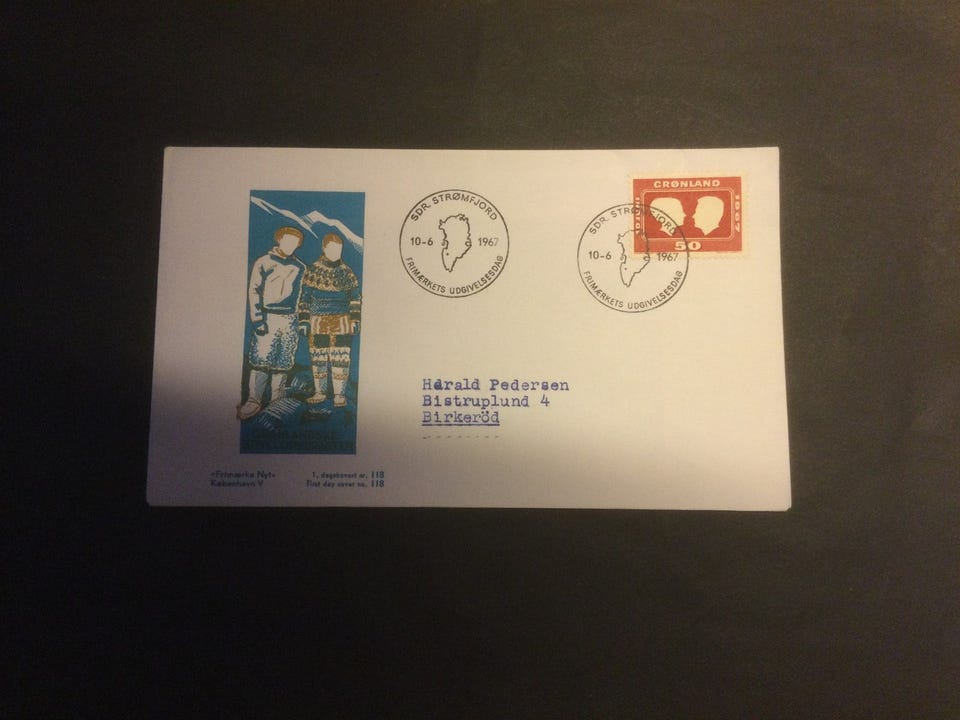 SDR. STRØMFJORD
10-6 1967
FRIMÆRKETS UDGIVELSESDAG
GRØNLAND
1967
50
SDR. STRØMFJORD
10-6 1967
FRIMÆRKETS UDGIVELSESDAG
Harald Pedersen
Bistruplund 4
Birkeröd
«Frimærke Nyt»
København V
1. dagskuvert nr. 118
First day cover no. 118